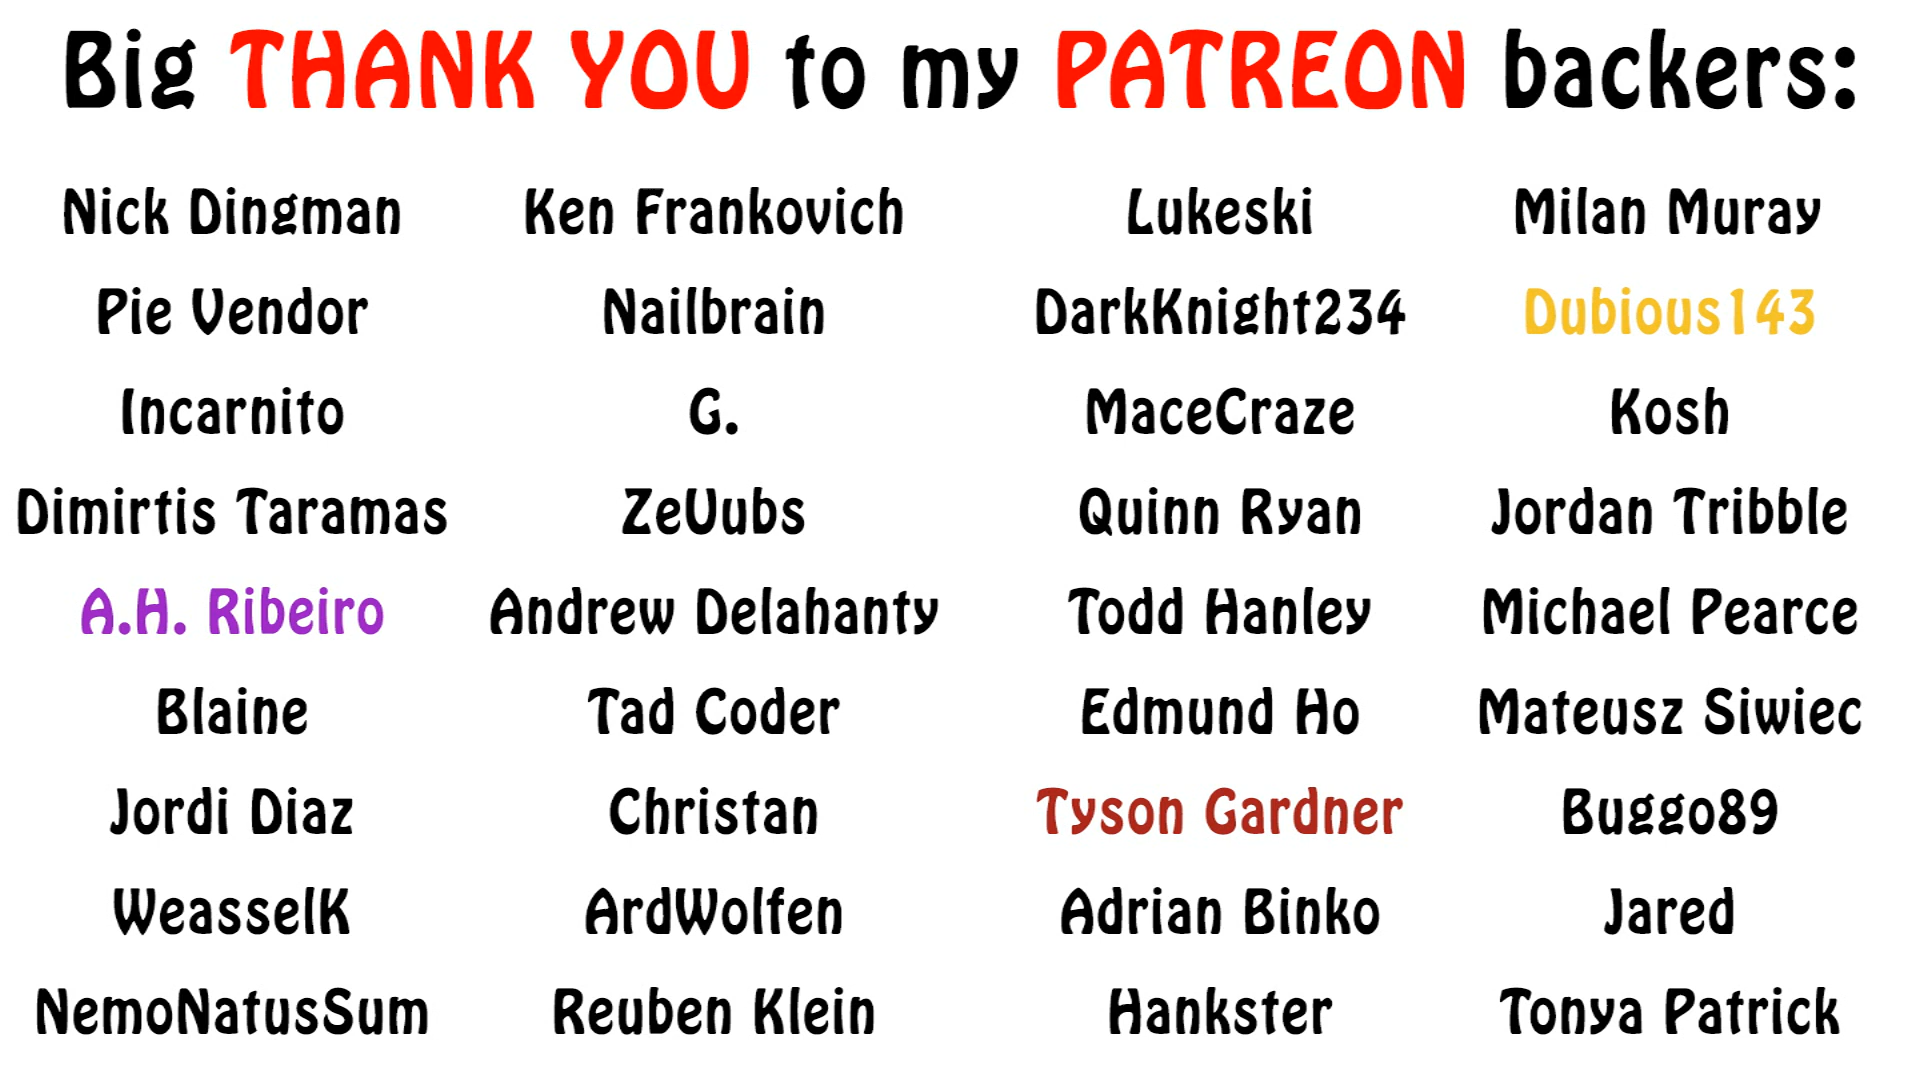 Big THANK YOU to my PATREON backers:
Nick Dingman Ken Frankovich Lukeski Milan Muray
Pie Vendor Nailbrain DarkKnight234 Dubious143
Incarnito G. MaceCraze Kosh
Dimirtis Taramas ZeUubs Quinn Ryan Jordan Tribble
A.H. Ribeiro Andrew Delahanty Todd Hanley Michael Pearce
Blaine Tad Coder Edmund Ho Mateusz Siwiec
Jordi Diaz Christan Tyson Gardner Buggo89
WeasselK ArdWolfen Adrian Binko Jared
NemoNatusSum Reuben Klein Hankster Tonya Patrick